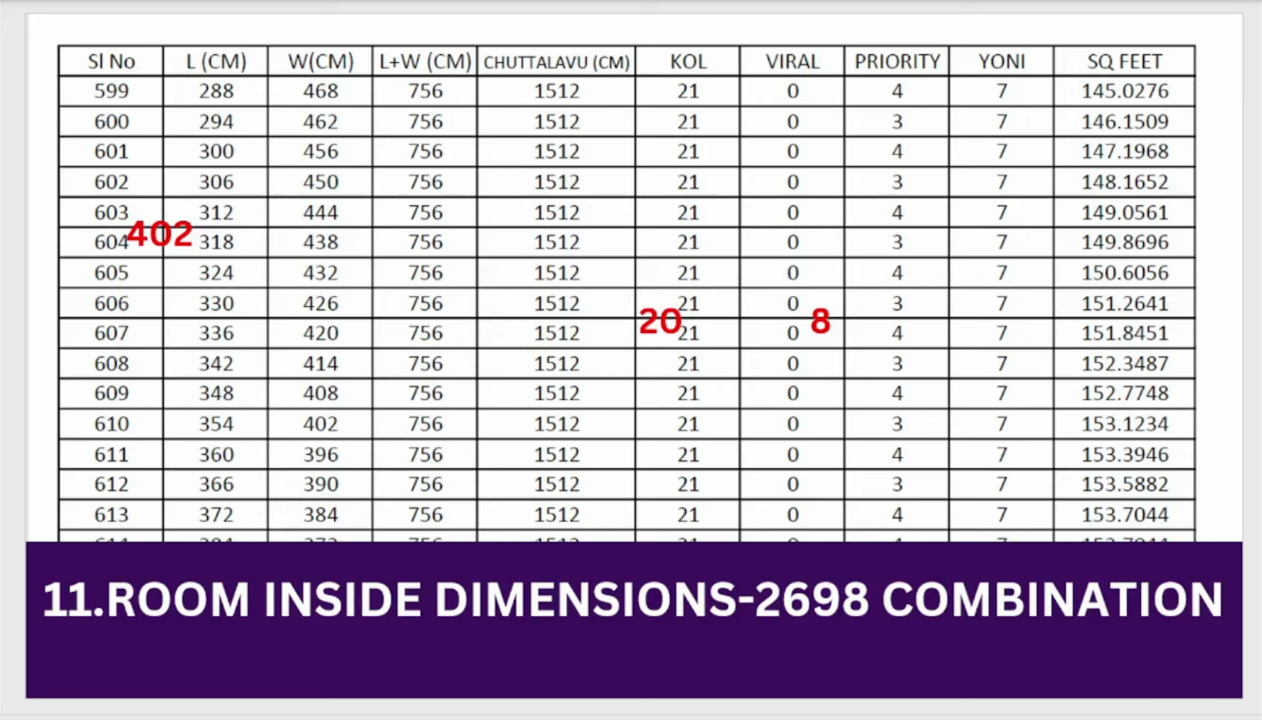 Sl No L (CM) W(CM) L+W (CM) CHUTTALAVU (CM) KOL VIRAL PRIORITY YONI SQ FEET
599 288 468 756 1512 21 0 4 7 145.0276
600 294 462 756 1512 21 0 3 7 146.1509
601 300 456 756 1512 21 0 4 7 147.1968
602 306 450 756 1512 21 0 3 7 148.1652
603 312 444 756 1512 21 0 4 7 149.0561
402
604 318 438 756 1512 21 0 3 7 149.8696
605 324 432 756 1512 21 0 4 7 150.6056
606 330 426 756 1512 21 0 3 7 151.2641
20 8
607 336 420 756 1512 21 0 4 7 151.8451
608 342 414 756 1512 21 0 3 7 152.3487
609 348 408 756 1512 21 0 4 7 152.7748
610 354 402 756 1512 21 0 3 7 153.1234
611 360 396 756 1512 21 0 4 7 153.3946
612 366 390 756 1512 21 0 3 7 153.5882
613 372 384 756 1512 21 0 4 7 153.7044
11.ROOM INSIDE DIMENSIONS-2698 COMBINATION